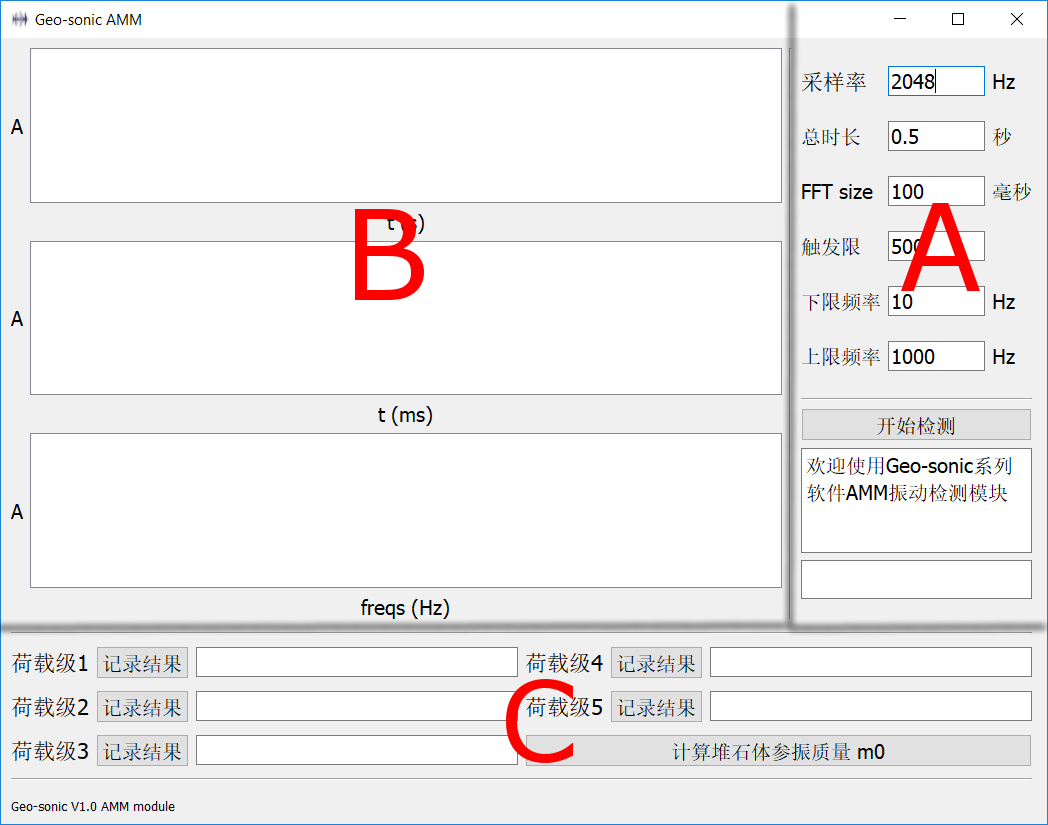 Geo-sonic AMM
A
t (s)
A
t (ms)
A
freqs (Hz)
B
采样率 2048 Hz
总时长 0.5 秒
FFT size 100 毫秒
触发限 500
下限频率 10 Hz
上限频率 1000 Hz
A
开始检测
欢迎使用Geo-sonic系列
软件AMM振动检测模块
荷载级1 记录结果 荷载级4 记录结果
荷载级2 记录结果 荷载级5 记录结果
荷载级3 记录结果 计算堆石体参振质量 m0
C
Geo-sonic V1.0 AMM module